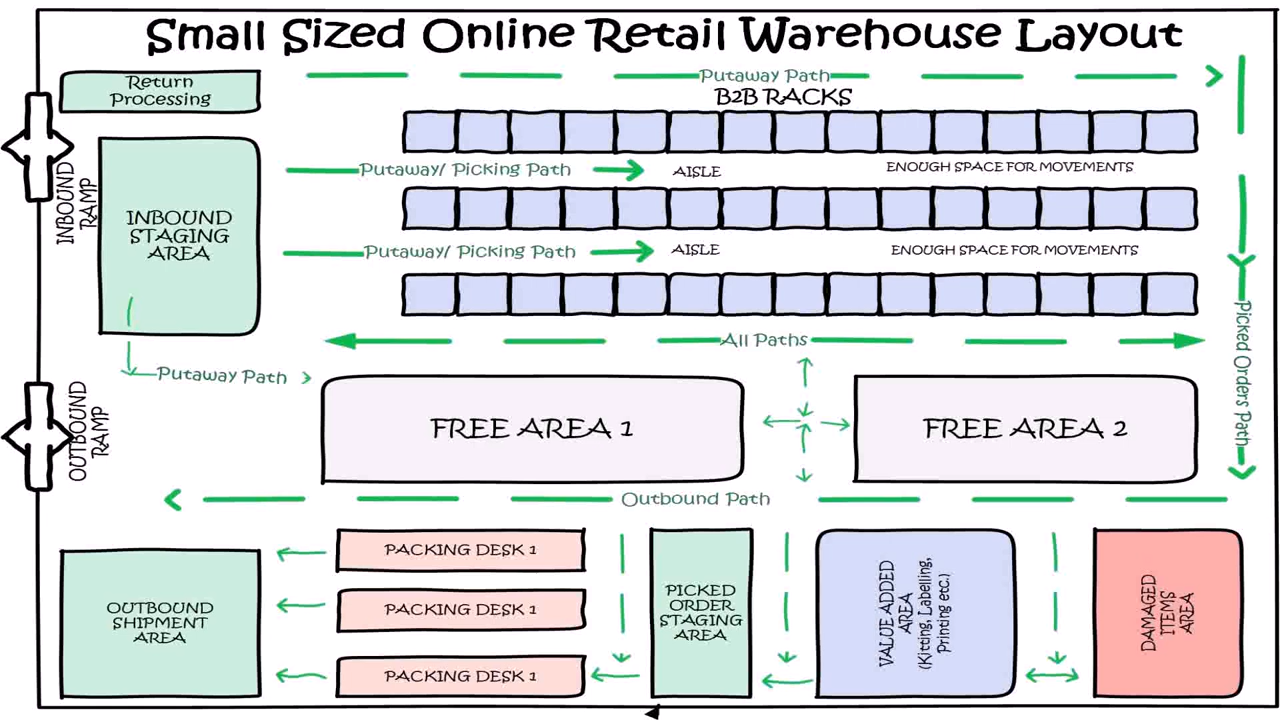 Small Sized Online Retail Warehouse Layout
Return
Processing
Putaway Path
B2B RACKS
INBOUND
RAMP
INBOUND
STAGING
AREA
Putaway/ Picking Path
AISLE
ENOUGH SPACE FOR MOVEMENTS
Putaway/ Picking Path
AISLE
ENOUGH SPACE FOR MOVEMENTS
Picked Orders Path
All Paths
Putaway Path
OUTBOUND
RAMP
FREE AREA 1
FREE AREA 2
Outbound Path
OUTBOUND
SHIPMENT
AREA
PACKING DESK 1
PACKING DESK 1
PACKING DESK 1
PICKED
ORDER
STAGING
AREA
VALUE ADDED
AREA
(Kitting, Labelling,
Printing etc.)
DAMAGED
ITEMS
AREA